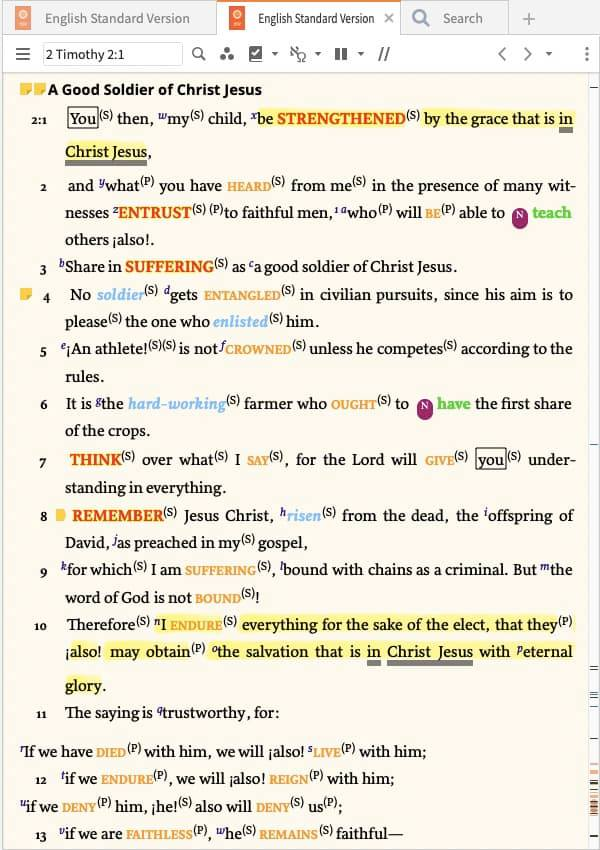 English Standard Version English Standard Version × Search +
2 Timothy 2:1
A Good Soldier of Christ Jesus
2:1 You(S) then, wmy(S) child, xbe STRENGTHENED(S) by the grace that is in
Christ Jesus,
2 and ywhat(P) you have HEARD(S) from me(S) in the presence of many wit-
nesses zENTRUST(S) (P)to faithful men,1 awho(P) will BE(P) able to N teach
others ¡also!.
3 bShare in SUFFERING(S) as ca good soldier of Christ Jesus.
4 No soldier(S) dgets ENTANGLED(S) in civilian pursuits, since his aim is to
please(S) the one who enlisted(S) him.
5 e¡An athlete!(S)(S) is not fCROWNED(S) unless he competes(S) according to the
rules.
6 It is gthe hard-working(S) farmer who OUGHT(S) to N have the first share
of the crops.
7 THINK(S) over what(S) I SAY(S), for the Lord will GIVE(S) you(S) under-
standing in everything.
8 REMEMBER(S) Jesus Christ, hrisen(S) from the dead, the ioffspring of
David, jas preached in my(S) gospel,
9 kfor which(S) I am SUFFERING(S), lbound with chains as a criminal. But mthe
word of God is not BOUND(S)!
10 Therefore(S) nI ENDURE(S) everything for the sake of the elect, that they(P)
¡also! may obtain(P) othe salvation that is in Christ Jesus with peternal
glory.
11 The saying is qtrustworthy, for:
rIf we have DIED(P) with him, we will ¡also! sLIVE(P) with him;
12 tif we ENDURE(P), we will ¡also! REIGN(P) with him;
uif we DENY(P) him, ¡he!(S) also will DENY(S) us(P);
13 vif we are FAITHLESS(P), whe(S) REMAINS(S) faithful—